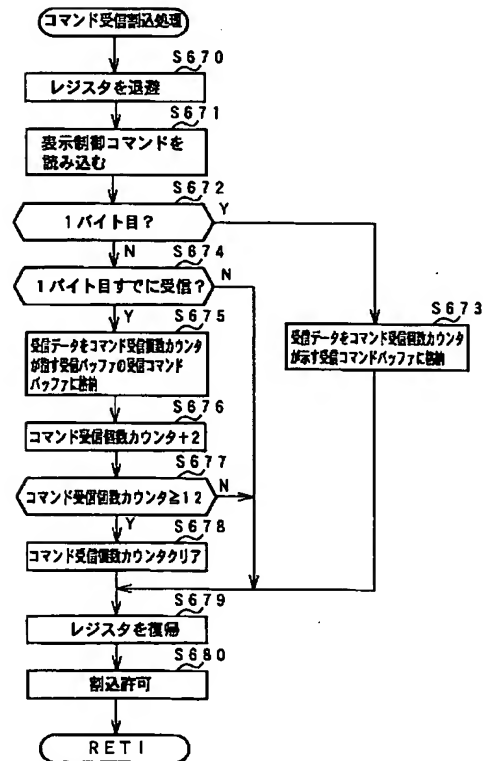 コマンド受信割込処理
S670
レジスタを退避
S671
表示制御コマンドを
読み込む
S672
1バイト目?
Y
N
S674
1バイト目すでに受信?
N
Y
S673
受信データをコマンド受信個数カウンタ
が示す受信コマンドバッファに格納
S675
受信データをコマンド受信個数カウンタ
が指す受信バッファの受信コマンド
バッファに格納
S676
コマンド受信個数カウンタ+2
S677
コマンド受信個数カウンタ≧12
N
Y
S678
コマンド受信個数カウンタクリア
S679
レジスタを復帰
S680
割込許可
RETI